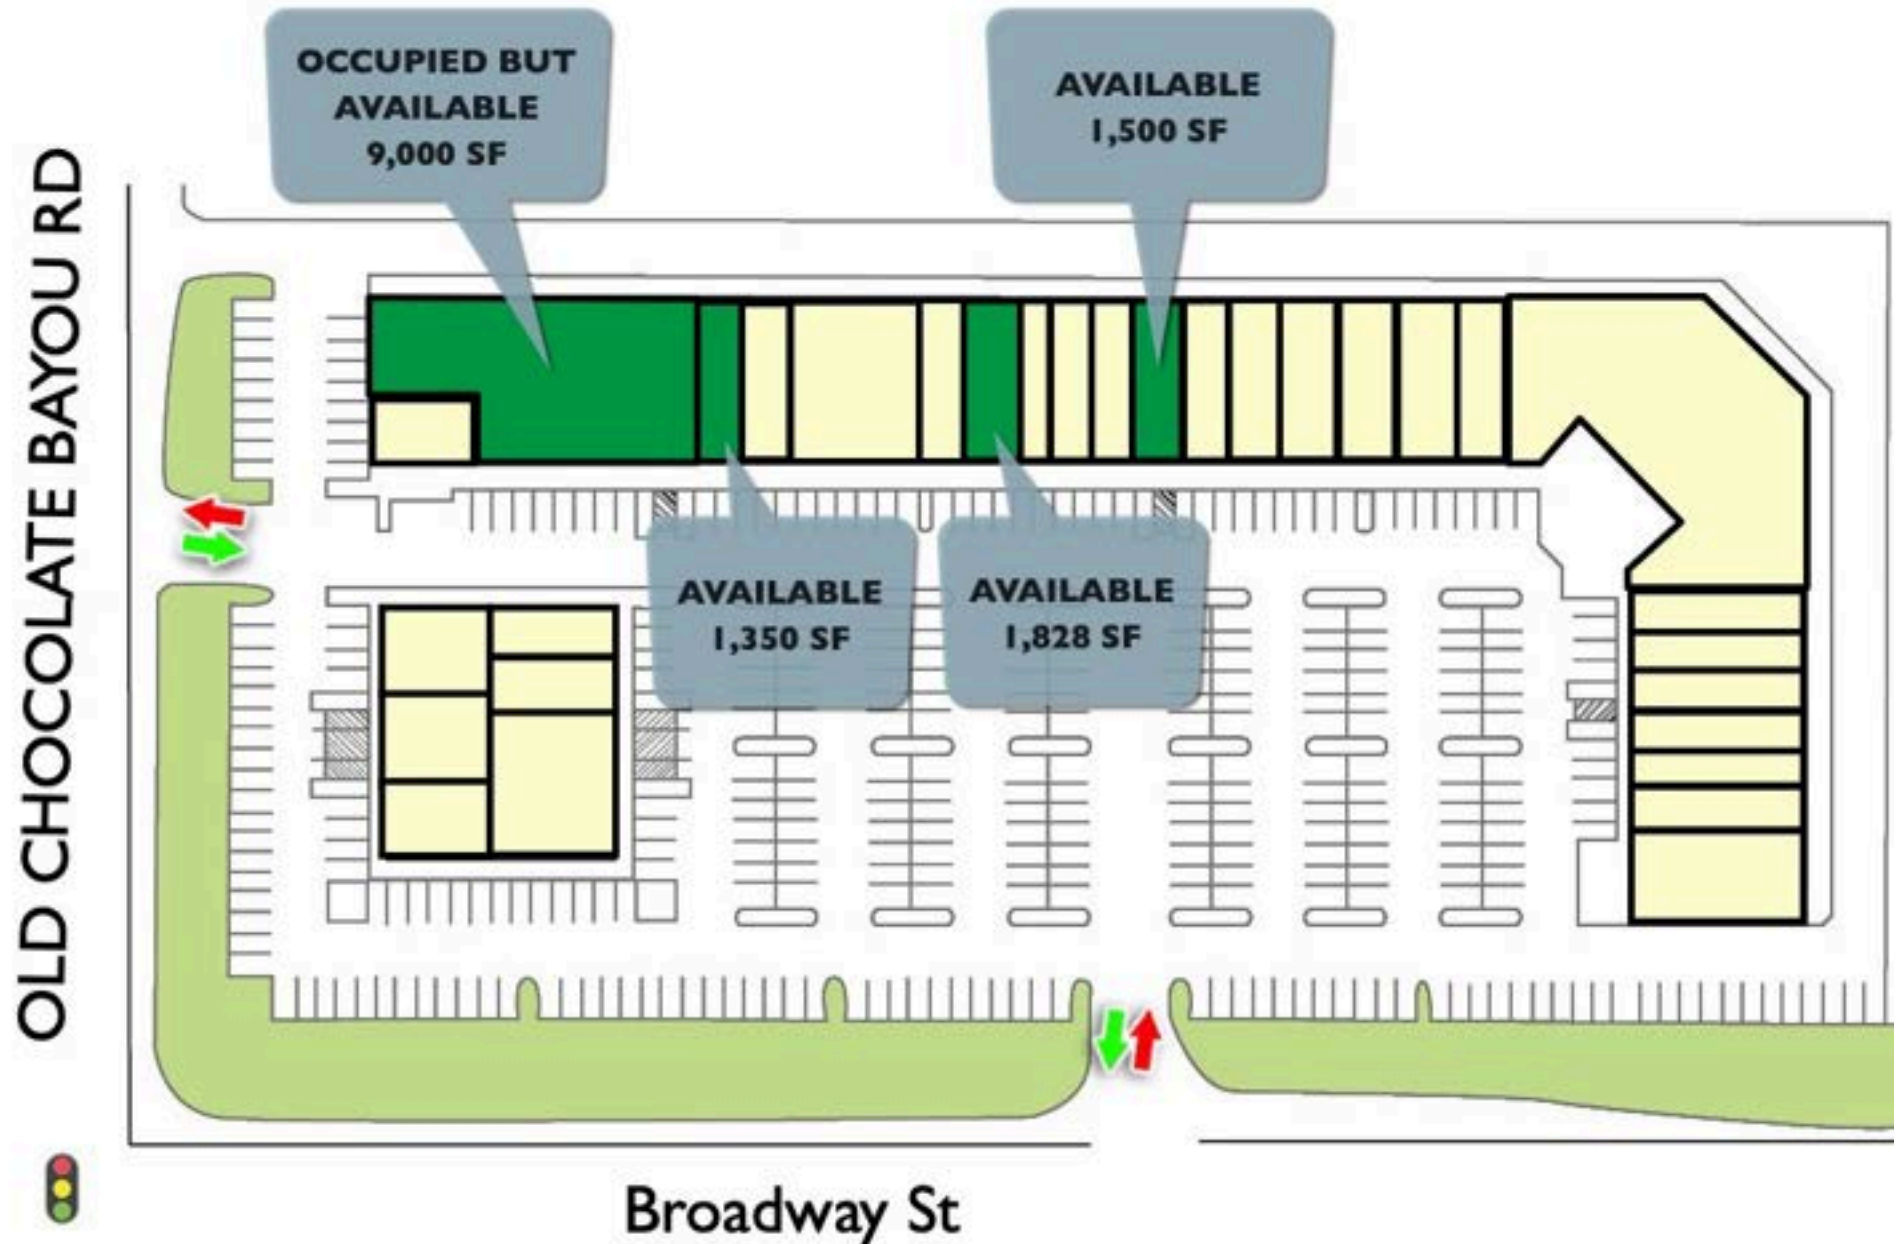 OCCUPIED BUT
AVAILABLE
9,000 SF
AVAILABLE
1,500 SF
OLD CHOCOLATE BAYOU RD
AVAILABLE
1,350 SF
AVAILABLE
1,828 SF
Broadway St